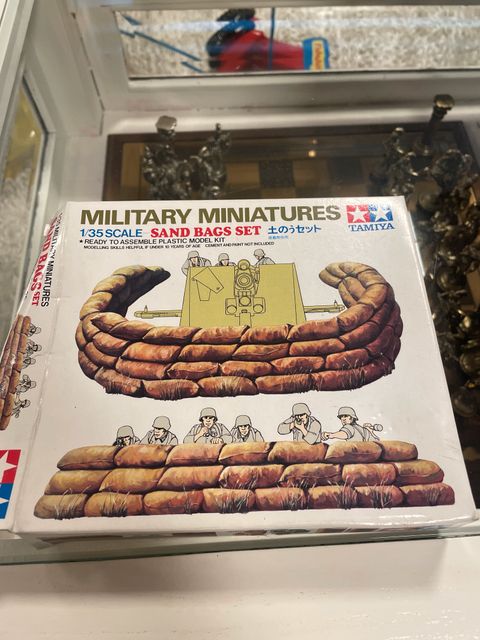 MILITARY MINIATURES
1/35 SCALE SAND BAGS SET 土のうセット
★ READY TO ASSEMBLE PLASTIC MODEL KIT
MODELLING SKILLS HELPFUL IF UNDER 10 YEARS OF AGE CEMENT AND PAINT NOT INCLUDED
TAMIYA
MILITARY MINIATURES
SAND BAGS SET